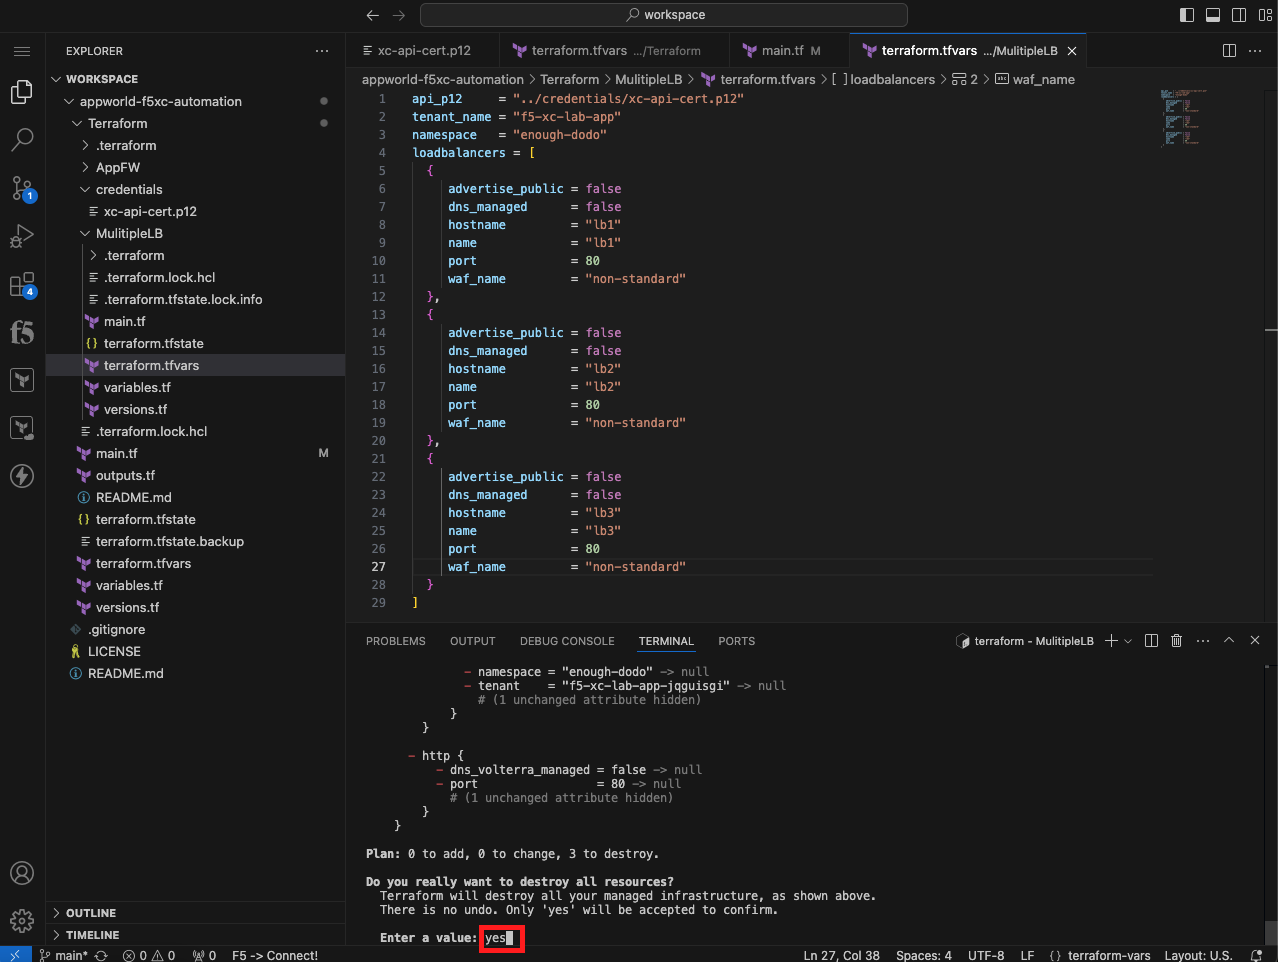 workspace
EXPLORER
xc-api-cert.p12
terraform.tfvars .../Terraform
main.tf M
terraform.tfvars .../MulitipleLB
WORKSPACE
appworld-f5xc-automation
Terraform
.terraform
AppFW
credentials
xc-api-cert.p12
MulitipleLB
.terraform
.terraform.lock.hcl
.terraform.tfstate.lock.info
main.tf
terraform.tfstate
terraform.tfvars
variables.tf
versions.tf
.terraform.lock.hcl
main.tf M
outputs.tf
README.md
terraform.tfstate
terraform.tfstate.backup
terraform.tfvars
variables.tf
versions.tf
.gitignore
LICENSE
README.md
OUTLINE
TIMELINE
1
4
f5
appworld-f5xc-automation > Terraform > MulitipleLB > terraform.tfvars > [ ] loadbalancers > 2 > abc waf_name
1 api_p12 = "../credentials/xc-api-cert.p12"
2 tenant_name = "f5-xc-lab-app"
3 namespace = "enough-dodo"
4 loadbalancers = [
5 {
6 advertise_public = false
7 dns_managed = false
8 hostname = "lb1"
9 name = "lb1"
10 port = 80
11 waf_name = "non-standard"
12 },
13 {
14 advertise_public = false
15 dns_managed = false
16 hostname = "lb2"
17 name = "lb2"
18 port = 80
19 waf_name = "non-standard"
20 },
21 {
22 advertise_public = false
23 dns_managed = false
24 hostname = "lb3"
25 name = "lb3"
26 port = 80
27 waf_name = "non-standard"
28 }
29 ]
PROBLEMS OUTPUT DEBUG CONSOLE TERMINAL PORTS
terraform - MulitipleLB
- namespace = "enough-dodo" -> null
- tenant = "f5-xc-lab-app-jqguisgi" -> null
# (1 unchanged attribute hidden)
}
}
- http {
- dns_volterra_managed = false -> null
- port = 80 -> null
# (1 unchanged attribute hidden)
}
}
Plan: 0 to add, 0 to change, 3 to destroy.
Do you really want to destroy all resources?
Terraform will destroy all your managed infrastructure, as shown above.
There is no undo. Only 'yes' will be accepted to confirm.
Enter a value: yes
main* 0 0 0 F5 -> Connect! Ln 27, Col 38 Spaces: 4 UTF-8 LF { } terraform-vars Layout: U.S.